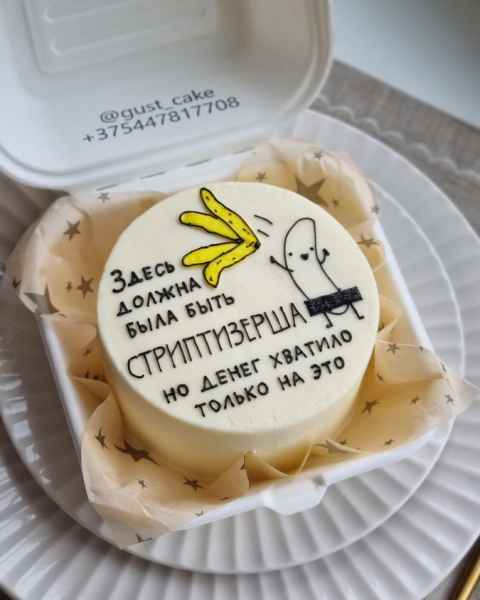 @gust_cake
+375447817708
Здесь
должна
была быть
СТРИПТИЗЕРША
но денег хватило
только на это